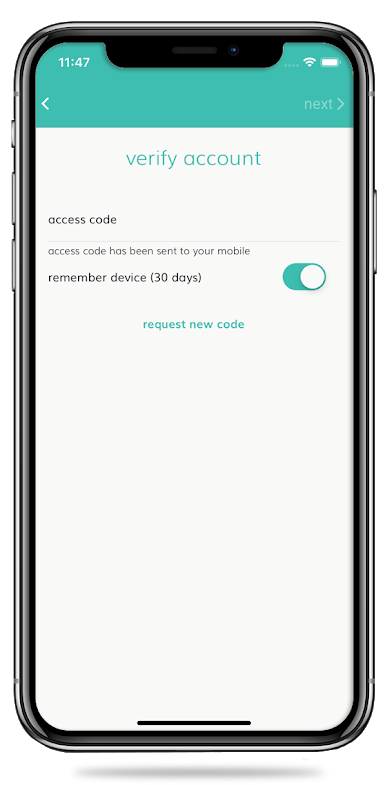 11:47
next
verify account
access code
access code has been sent to your mobile
remember device (30 days)
request new code